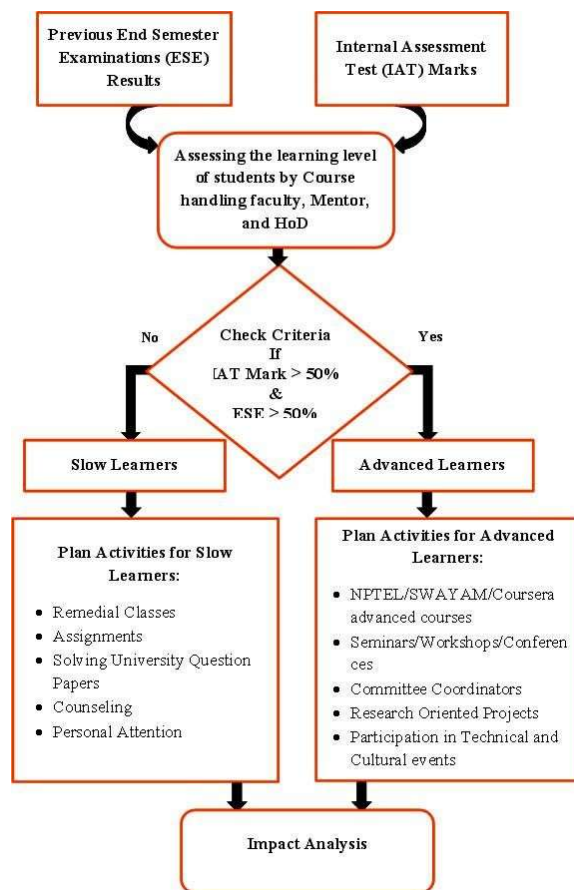 Previous End Semester
Examinations (ESE)
Results
Internal Assessment
Test (IAT) Marks
Assessing the learning level
of students by Course
handling faculty, Mentor,
and HoD
No
Yes
Check Criteria
If
IAT Mark > 50%
&
ESE > 50%
Slow Learners
Advanced Learners
Plan Activities for Slow
Learners:
• Remedial Classes
• Assignments
• Solving University Question
Papers
• Counseling
• Personal Attention
Plan Activities for Advanced
Learners:
• NPTEL/SWAYAM/Coursera
advanced courses
• Seminars/Workshops/Conferen
ces
• Committee Coordinators
• Research Oriented Projects
• Participation in Technical and
Cultural events
Impact Analysis